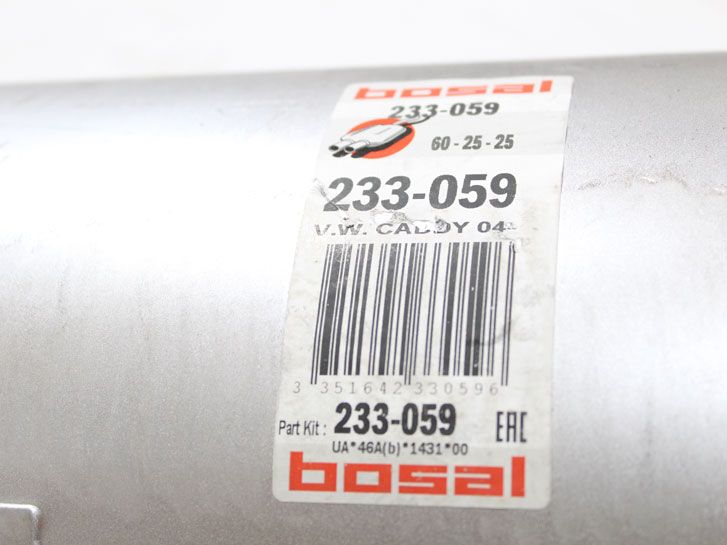 bosal
233-059
60 - 25 - 25
233-059
V.W. CADDY 04-
3 351642 330596
Part Kit : 233-059 EAC
UA*46A(b)*1431*00
bosal